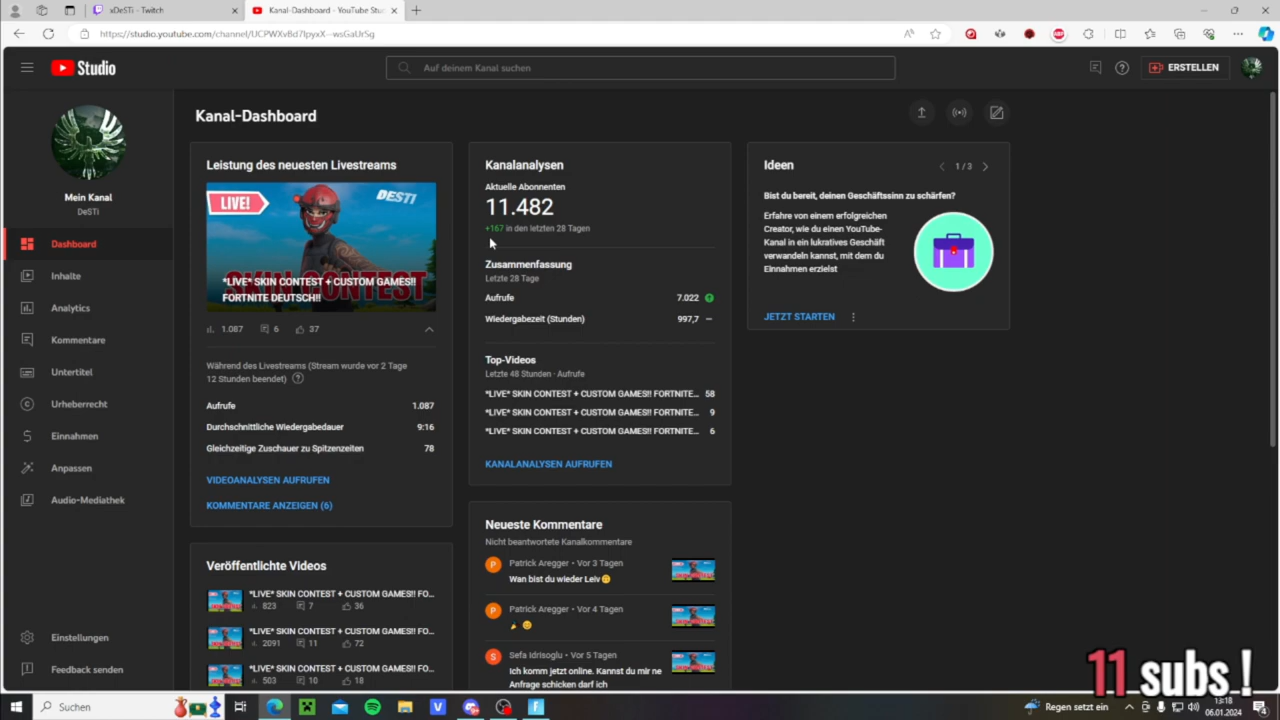 xDeSTi - Twitch
Kanal-Dashboard - YouTube Stu
https://studio.youtube.com/channel/UCPWXvBd7IpyxX--wsGaUrSg
Studio
Auf deinem Kanal suchen
ERSTELLEN
Mein Kanal
DeSTi
Dashboard
Inhalte
Analytics
Kommentare
Untertitel
Urheberrecht
Einnahmen
Anpassen
Audio-Mediathek
Einstellungen
Feedback senden
Kanal-Dashboard
Leistung des neuesten Livestreams
LIVE!
DESTI
SKIN CONTEST
*LIVE* SKIN CONTEST + CUSTOM GAMES!!
FORTNITE DEUTSCH!!
1.087 6 37
Während des Livestreams (Stream wurde vor 2 Tage
12 Stunden beendet)
Aufrufe 1.087
Durchschnittliche Wiedergabedauer 9:16
Gleichzeitige Zuschauer zu Spitzenzeiten 78
VIDEOANALYSEN AUFRUFEN
KOMMENTARE ANZEIGEN (6)
Veröffentlichte Videos
*LIVE* SKIN CONTEST + CUSTOM GAMES!! FO...
823 7 36
*LIVE* SKIN CONTEST + CUSTOM GAMES!! FO...
2091 11 72
*LIVE* SKIN CONTEST + CUSTOM GAMES!! FO...
503 10 18
Kanalanalysen
Aktuelle Abonnenten
11.482
+167 in den letzten 28 Tagen
Zusammenfassung
Letzte 28 Tage
Aufrufe 7.022
Wiedergabezeit (Stunden) 997,7 —
Top-Videos
Letzte 48 Stunden · Aufrufe
*LIVE* SKIN CONTEST + CUSTOM GAMES!! FORTNITE... 58
*LIVE* SKIN CONTEST + CUSTOM GAMES!! FORTNITE... 9
*LIVE* SKIN CONTEST + CUSTOM GAMES!! FORTNITE... 6
KANALANALYSEN AUFRUFEN
Neueste Kommentare
Nicht beantwortete Kanalkommentare
P Patrick Aregger • Vor 3 Tagen
Wan bist du wieder Leiv🙃
P Patrick Aregger • Vor 4 Tagen
S Sefa Idrisoglu • Vor 5 Tagen
Ich komm jetzt online. Kannst du mir ne
Anfrage schicken darf ich
Ideen
1 / 3
Bist du bereit, deinen Geschäftssinn zu schärfen?
Erfahre von einem erfolgreichen
Creator, wie du einen YouTube-
Kanal in ein lukratives Geschäft
verwandeln kannst, mit dem du
Einnahmen erzielst
JETZT STARTEN
11 subs !
Suchen
Regen setzt ein
13:18
06.01.2024
4